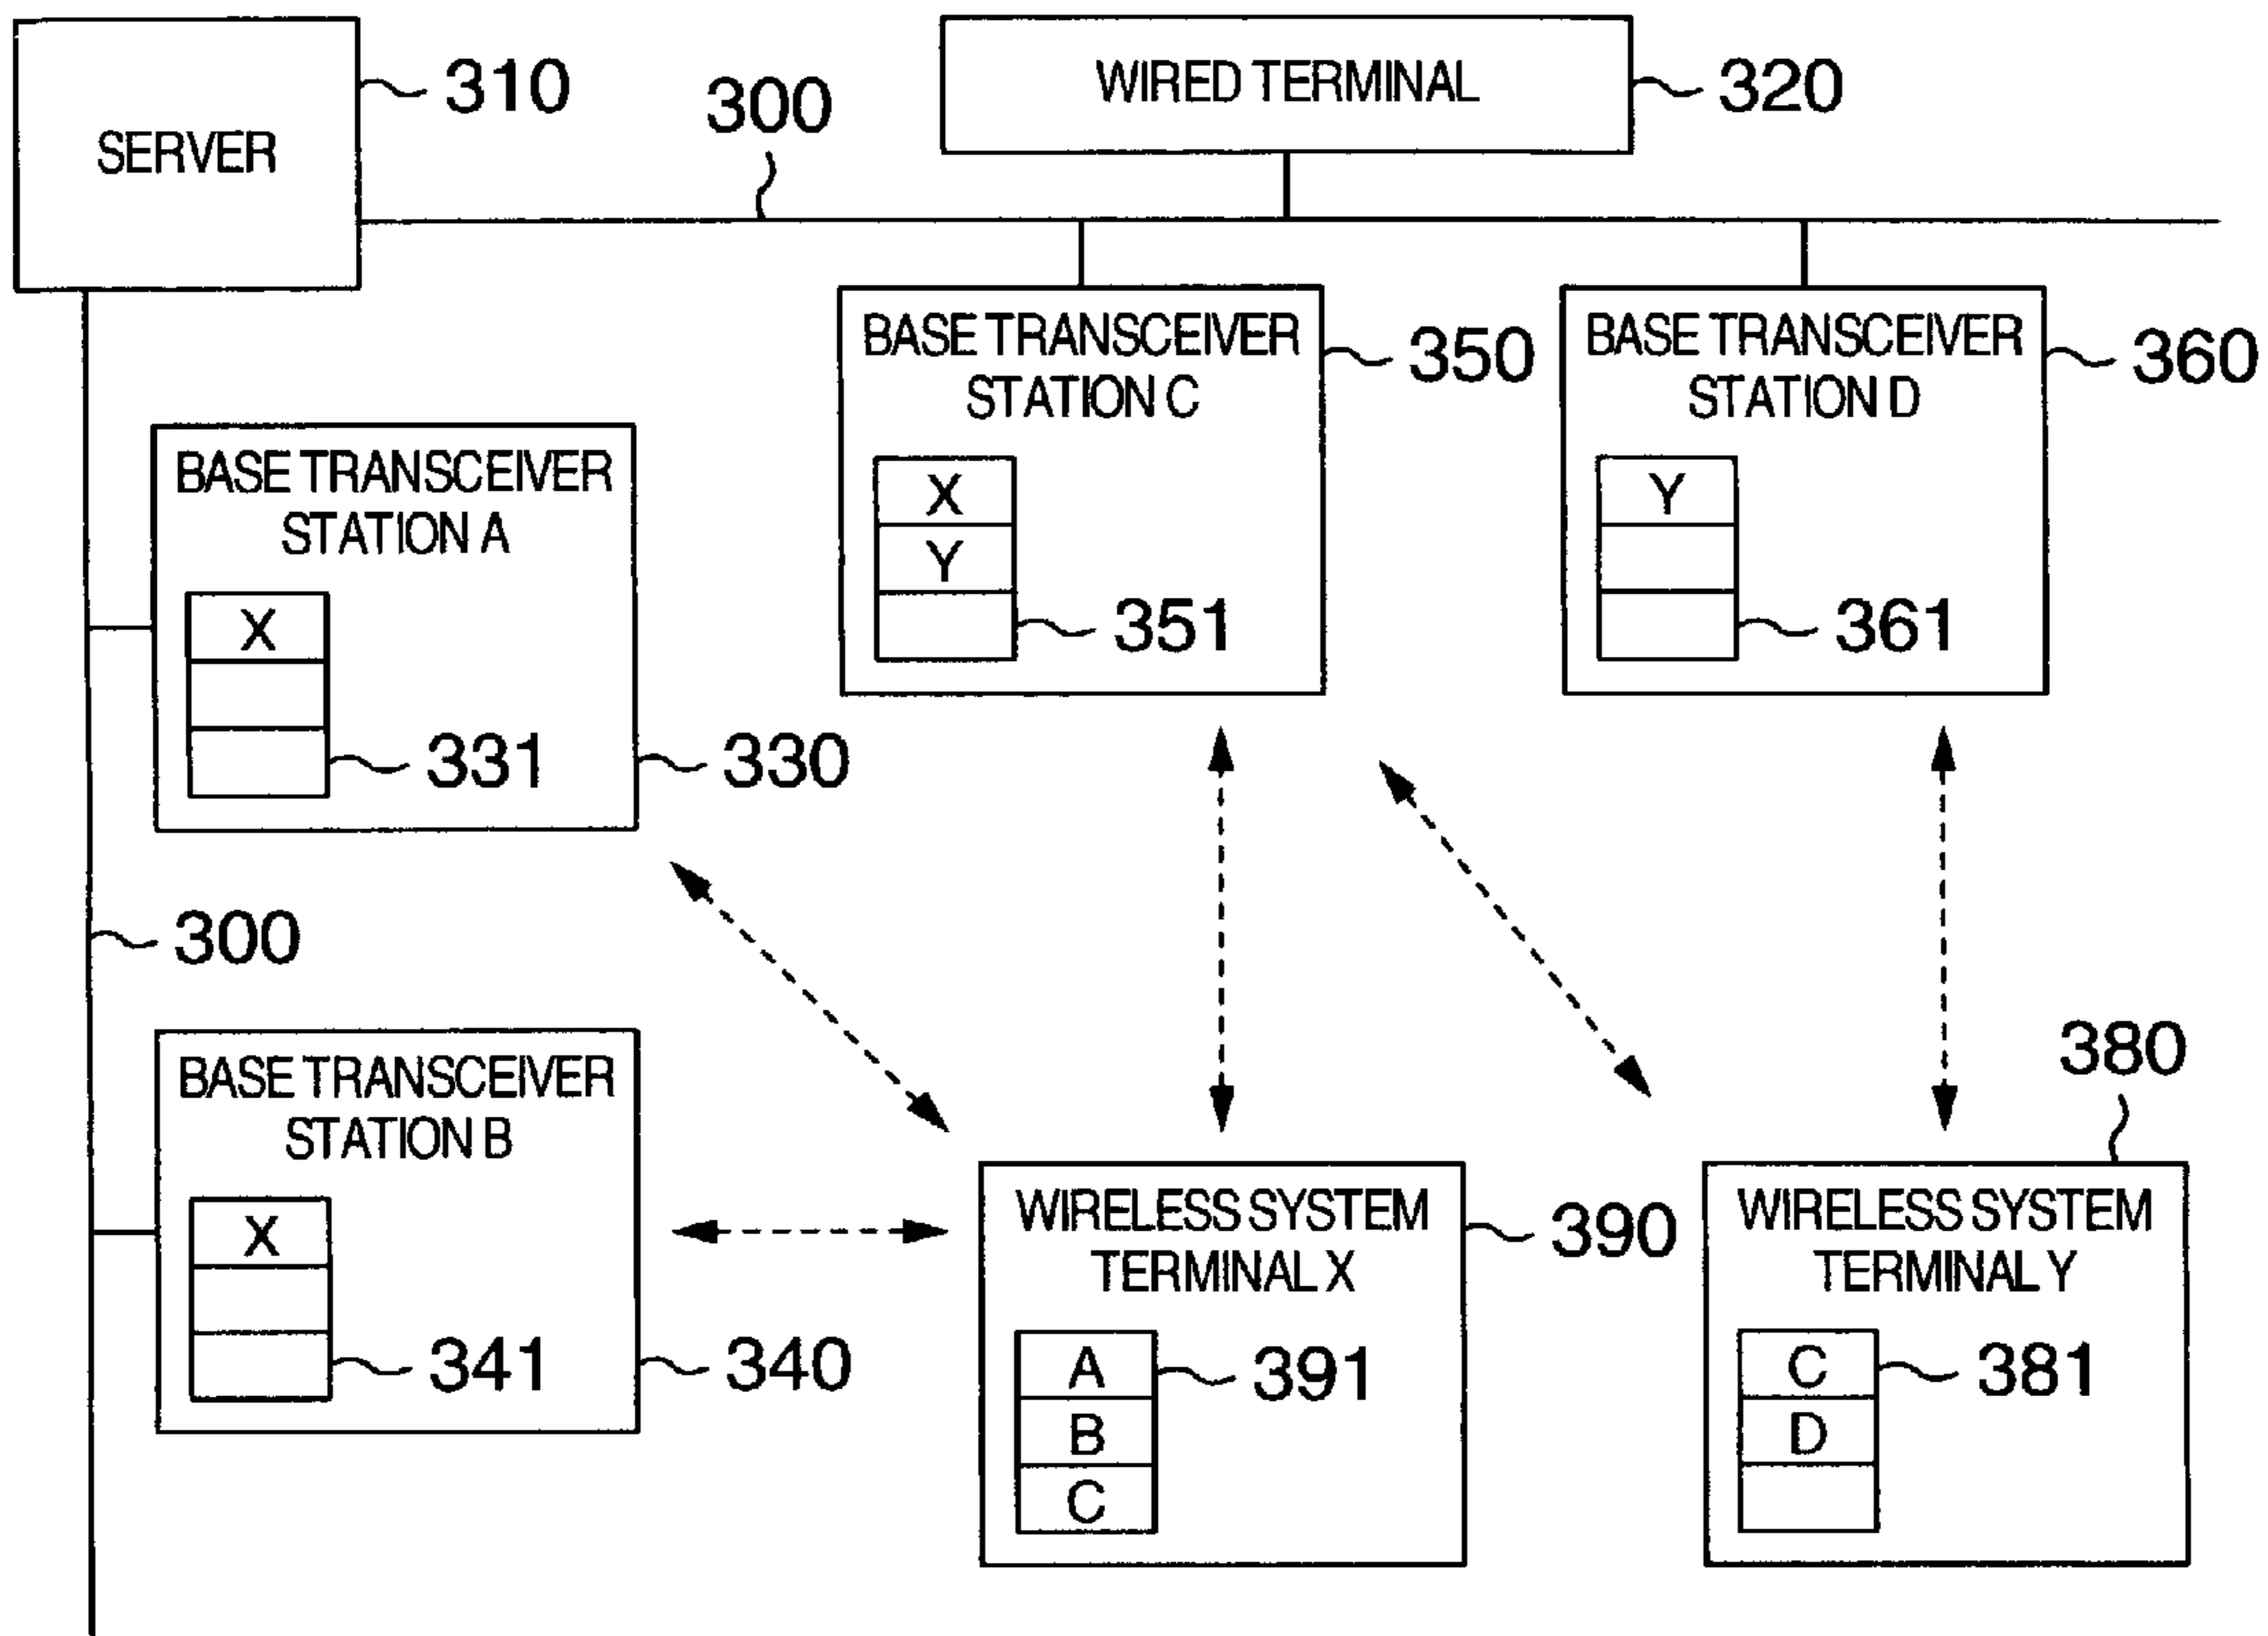 SERVER
310
300
WIRED TERMINAL
320
BASE TRANSCEIVER
STATION C
350
X
Y
351
BASE TRANSCEIVER
STATION D
360
Y
361
BASE TRANSCEIVER
STATION A
X
331
330
300
BASE TRANSCEIVER
STATION B
X
341
340
WIRELESS SYSTEM
TERMINAL X
390
A
391
B
C
380
WIRELESS SYSTEM
TERMINAL Y
C
381
D